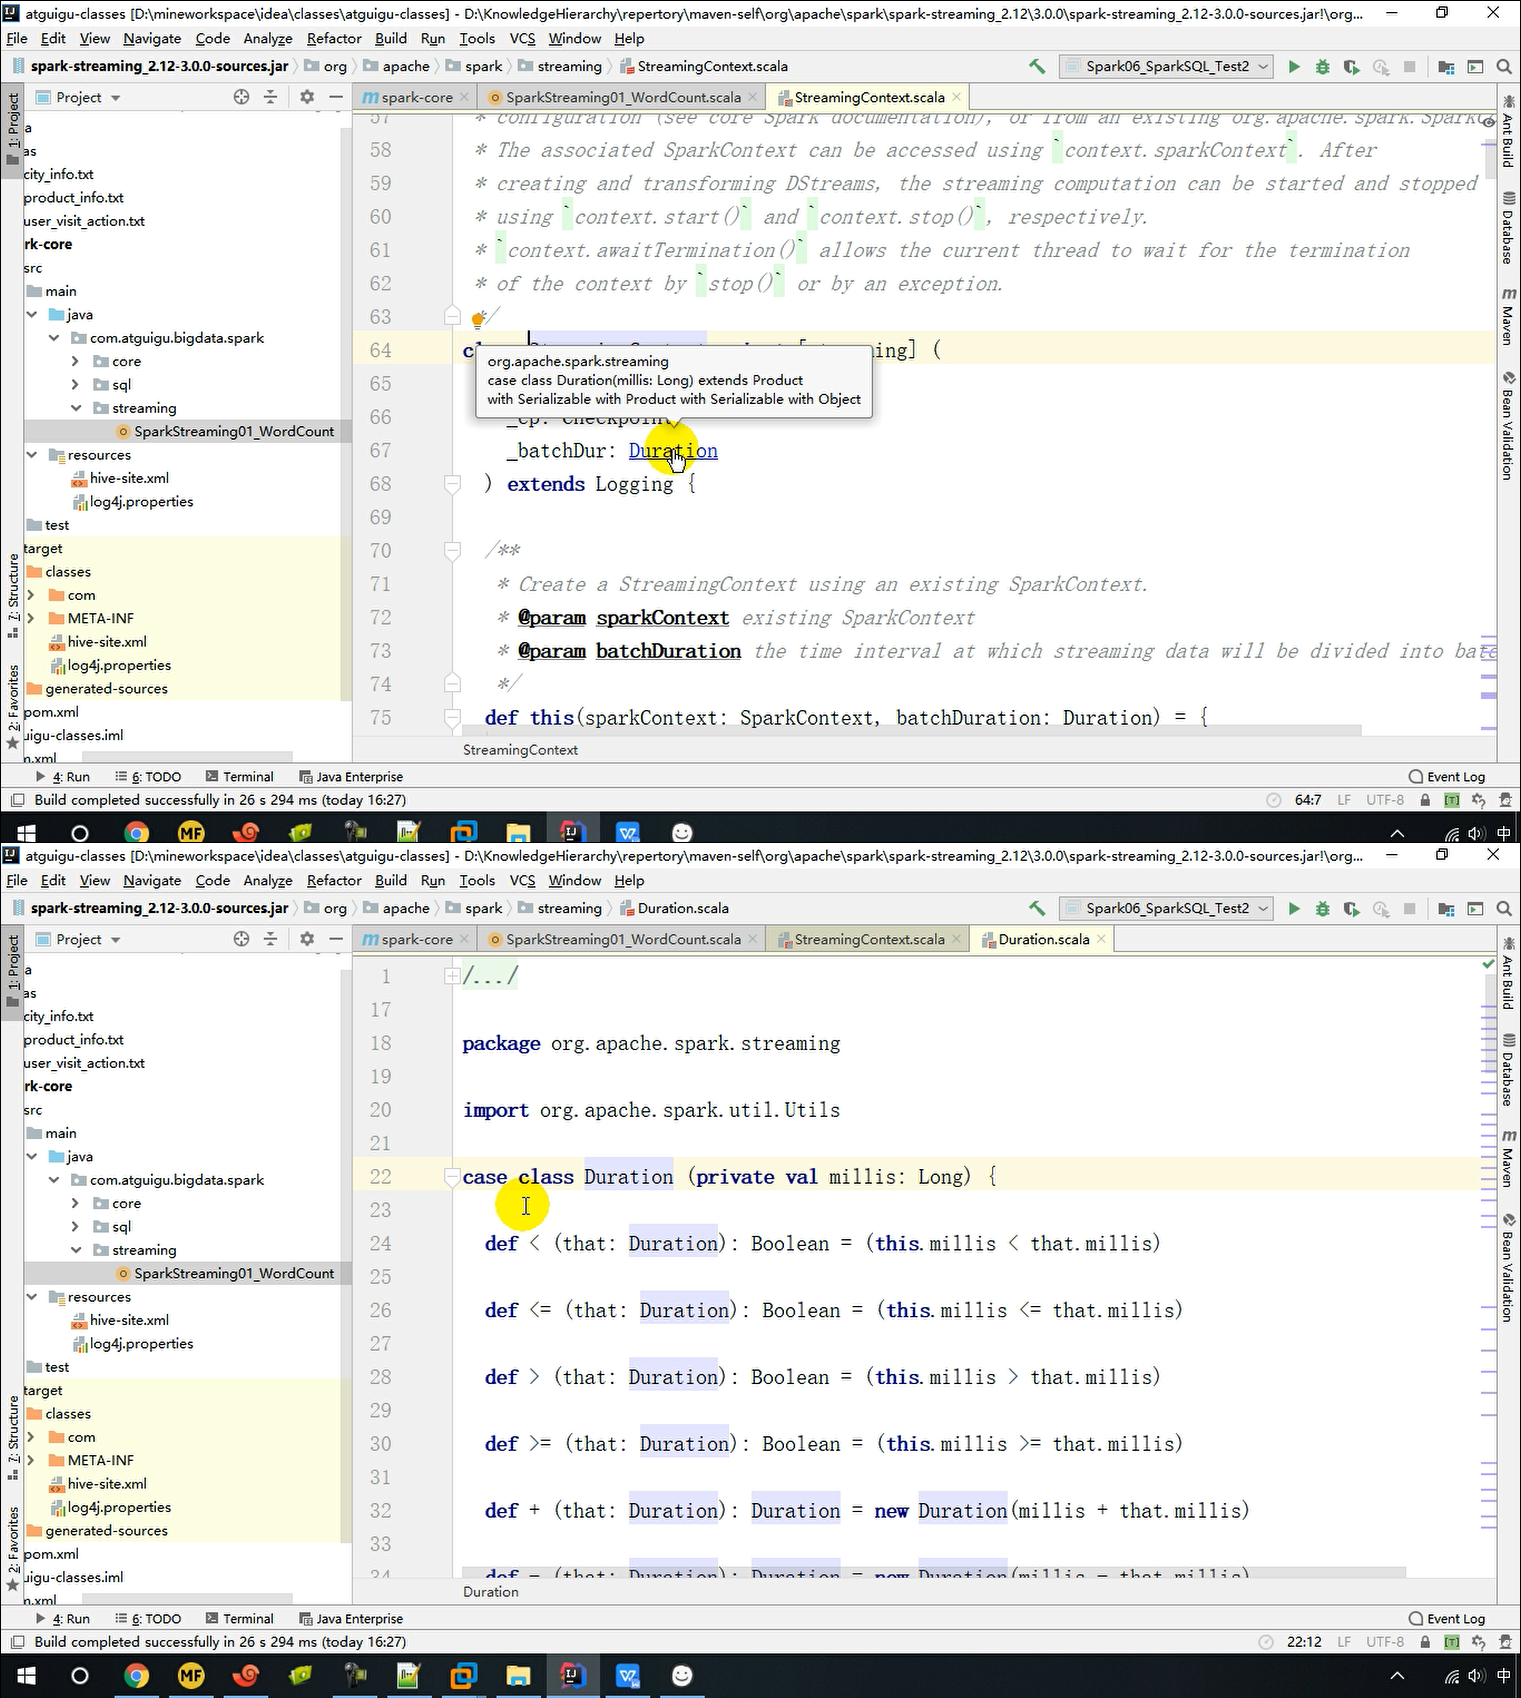 atguigu-classes [D:\mineworkspace\idea\classes\atguigu-classes] - D:\KnowledgeHierarchy\repertory\maven-self\org\apache\spark\spark-streaming_2.12\3.0.0\spark-streaming_2.12-3.0.0-sources.jar!\org...
File Edit View Navigate Code Analyze Refactor Build Run Tools VCS Window Help
spark-streaming_2.12-3.0.0-sources.jar org apache spark streaming StreamingContext.scala Spark06_SparkSQL_Test2
1: Project
Project
spark-core SparkStreaming01_WordCount.scala StreamingContext.scala
a
as
city_info.txt
product_info.txt
user_visit_action.txt
rk-core
src
main
java
com.atguigu.bigdata.spark
core
sql
streaming
SparkStreaming01_WordCount
resources
hive-site.xml
log4j.properties
test
target
classes
com
META-INF
hive-site.xml
log4j.properties
generated-sources
pom.xml
uigu-classes.iml
n.xml
7: Structure
2: Favorites
57 * configuration (see core Spark documentation), or from an existing org.apache.spark.SparkC
58 * The associated SparkContext can be accessed using `context.sparkContext`. After
59 * creating and transforming DStreams, the streaming computation can be started and stopped
60 * using `context.start()` and `context.stop()`, respectively.
61 * `context.awaitTermination()` allows the current thread to wait for the termination
62 * of the context by `stop()` or by an exception.
63 */
64 ing] (
org.apache.spark.streaming
case class Duration(millis: Long) extends Product
with Serializable with Product with Serializable with Object
65
66 _cp: Checkpoint
67 _batchDur: Duration
68 ) extends Logging {
69
70 /**
71 * Create a StreamingContext using an existing SparkContext.
72 * @param sparkContext existing SparkContext
73 * @param batchDuration the time interval at which streaming data will be divided into batc
74 */
75 def this(sparkContext: SparkContext, batchDuration: Duration) = {
StreamingContext
Ant Build
Database
Maven
Bean Validation
4: Run 6: TODO Terminal Java Enterprise Event Log
Build completed successfully in 26 s 294 ms (today 16:27) 64:7 LF UTF-8 [T]
MF 中
atguigu-classes [D:\mineworkspace\idea\classes\atguigu-classes] - D:\KnowledgeHierarchy\repertory\maven-self\org\apache\spark\spark-streaming_2.12\3.0.0\spark-streaming_2.12-3.0.0-sources.jar!\org...
File Edit View Navigate Code Analyze Refactor Build Run Tools VCS Window Help
spark-streaming_2.12-3.0.0-sources.jar org apache spark streaming Duration.scala Spark06_SparkSQL_Test2
1: Project
Project
spark-core SparkStreaming01_WordCount.scala StreamingContext.scala Duration.scala
a
as
city_info.txt
product_info.txt
user_visit_action.txt
rk-core
src
main
java
com.atguigu.bigdata.spark
core
sql
streaming
SparkStreaming01_WordCount
resources
hive-site.xml
log4j.properties
test
target
classes
com
META-INF
hive-site.xml
log4j.properties
generated-sources
pom.xml
uigu-classes.iml
n.xml
7: Structure
2: Favorites
1 /.../
17
18 package org.apache.spark.streaming
19
20 import org.apache.spark.util.Utils
21
22 case class Duration (private val millis: Long) {
23
24 def < (that: Duration): Boolean = (this.millis < that.millis)
25
26 def <= (that: Duration): Boolean = (this.millis <= that.millis)
27
28 def > (that: Duration): Boolean = (this.millis > that.millis)
29
30 def >= (that: Duration): Boolean = (this.millis >= that.millis)
31
32 def + (that: Duration): Duration = new Duration(millis + that.millis)
33
34 def - (that: Duration): Duration = new Duration(millis - that.millis)
Duration
Ant Build
Database
Maven
Bean Validation
4: Run 6: TODO Terminal Java Enterprise Event Log
Build completed successfully in 26 s 294 ms (today 16:27) 22:12 LF UTF-8 [T]
MF 中